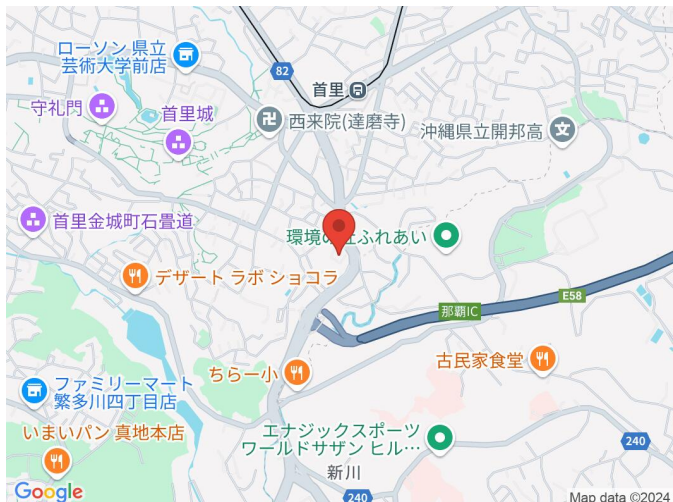 ローソン 県立
芸術大学前店
82
首里
守礼門
首里城
西来院(達磨寺)
沖縄県立開邦高
首里金城町石畳道
環境の
ふれあい
デザート ラボ ショコラ
E58
那覇IC
ちらー小
古民家食堂
ファミリーマート
繁多川四丁目店
いまいパン 真地本店
エナジックスポーツ
ワールドサザン ヒル…
240
新川
240
Google
Map data ©2024